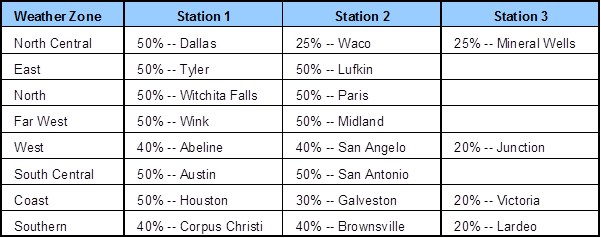 Weather Zone Station 1 Station 2 Station 3
North Central 50% -- Dallas 25% -- Waco 25% -- Mineral Wells
East 50% -- Tyler 50% -- Lufkin
North 50% -- Witchita Falls 50% -- Paris
Far West 50% -- Wink 50% -- Midland
West 40% -- Abeline 40% -- San Angelo 20% -- Junction
South Central 50% -- Austin 50% -- San Antonio
Coast 50% -- Houston 30% -- Galveston 20% -- Victoria
Southern 40% -- Corpus Christi 40% -- Brownsville 20% -- Lardeo